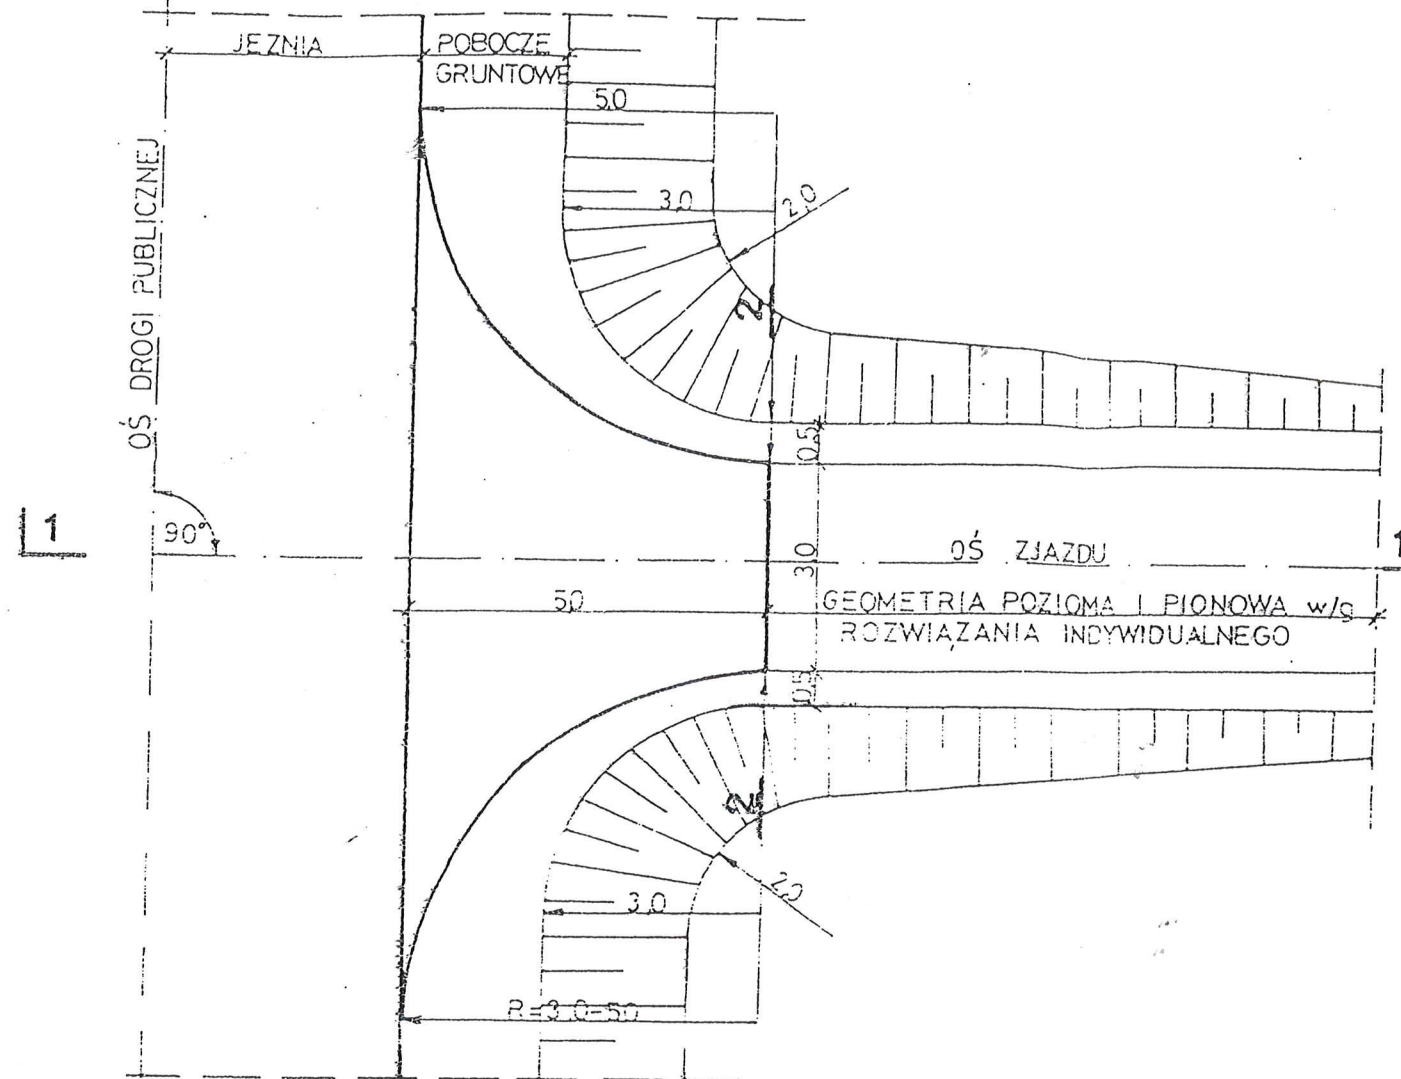 JEZNIA
POBOCZE
GRUNTOWE
5.0
OŚ DROGI PUBLICZNEJ
3.0
2.0
2
0.5
1
90°
OŚ ZJAZDU
1
3.0
5.0
GEOMETRIA POZIOMA I PIONOWA w/g
ROZWIĄZANIA INDYWIDUALNEGO
0.5
2
2.0
3.0
R=3.0-5.0